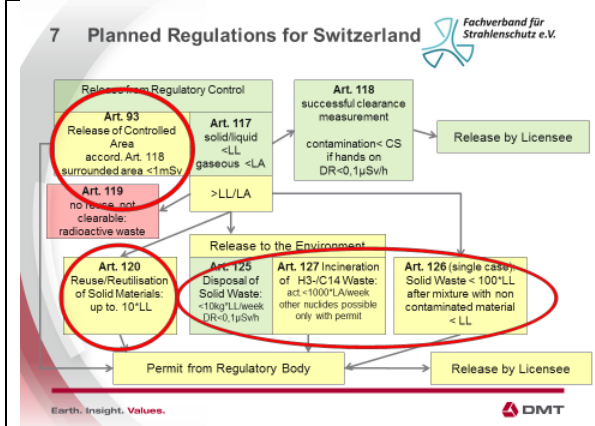 7 Planned Regulations for Switzerland
Fachverband für
Strahlenschutz e.V.
Release from Regulatory Control
Art. 93
Release of Controlled
Area
accord. Art. 118
surrounded area <1mSv
Art. 117
solid/liquid
<LL
gaseous <LA
Art. 118
successful clearance
measurement
contamination< CS
if hands on
DR<0,1µSv/h
Release by Licensee
Art. 119
no reuse, not
clearable:
radioactive waste
>LL/LA
Release to the Environment
Art. 120
Reuse/Reutilisation
of Solid Materials:
up to. 10*LL
Art. 125
Disposal of
Solid Waste:
<10kg*LL/week
DR<0,1µSv/h
Art. 127 Incineration
of H3-/C14 Waste:
act.<1000*LA/week
other nuclides possible
only with permit
Art. 126 (single case):
Solid Waste < 100*LL
after mixture with non
contaminated material
< LL
Permit from Regulatory Body
Release by Licensee
Earth. Insight. Values.
DMT